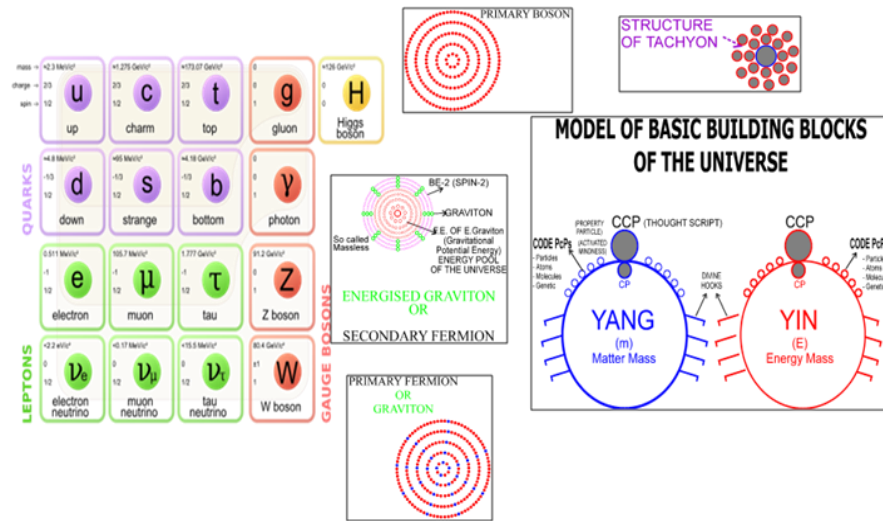 mass → ≈2.3 MeV/c² ≈1.275 GeV/c² ≈173.07 GeV/c² 0 ≈126 GeV/c²
charge → 2/3 2/3 2/3 0 0
spin → 1/2 1/2 1/2 1 0
u c t g H
up charm top gluon Higgs
boson
≈4.8 MeV/c² ≈95 MeV/c² ≈4.18 GeV/c² 0
-1/3 -1/3 -1/3 0
1/2 1/2 1/2 1
d s b γ
down strange bottom photon
QUARKS
0.511 MeV/c² 105.7 MeV/c² 1.777 GeV/c² 91.2 GeV/c²
-1 -1 -1 0
1/2 1/2 1/2 1
e μ τ Z
electron muon tau Z boson
<2.2 eV/c² <0.17 MeV/c² <15.5 MeV/c² 80.4 GeV/c²
0 0 0 ±1
1/2 1/2 1/2 1
νe νμ ντ W
electron
neutrino
muon
neutrino
tau
neutrino
W boson
LEPTONS
GAUGE BOSONS
PRIMARY BOSON
STRUCTURE
OF TACHYON
BE-2 (SPIN-2)
GRAVITON
So called
Massless
OF E.Graviton
(Gravitational
Potential Energy)
ENERGY POOL
OF THE UNIVERSE
ENERGISED GRAVITON
OR
SECONDARY FERMION
PRIMARY FERMION
OR
GRAVITON
MODEL OF BASIC BUILDING BLOCKS
OF THE UNIVERSE
CCP (THOUGHT SCRIPT)
CCP
(PROPERTY
PARTICLE)
(ACTIVATED
MINDNESS)
CODE PcPs
- Particles
- Atoms
- Molecules
- Genetic
CP
YANG
(m)
Matter Mass
DIVINE
HOOKS
CP
YIN
(E)
Energy Mass
CODE
- Atoms
- Genetic